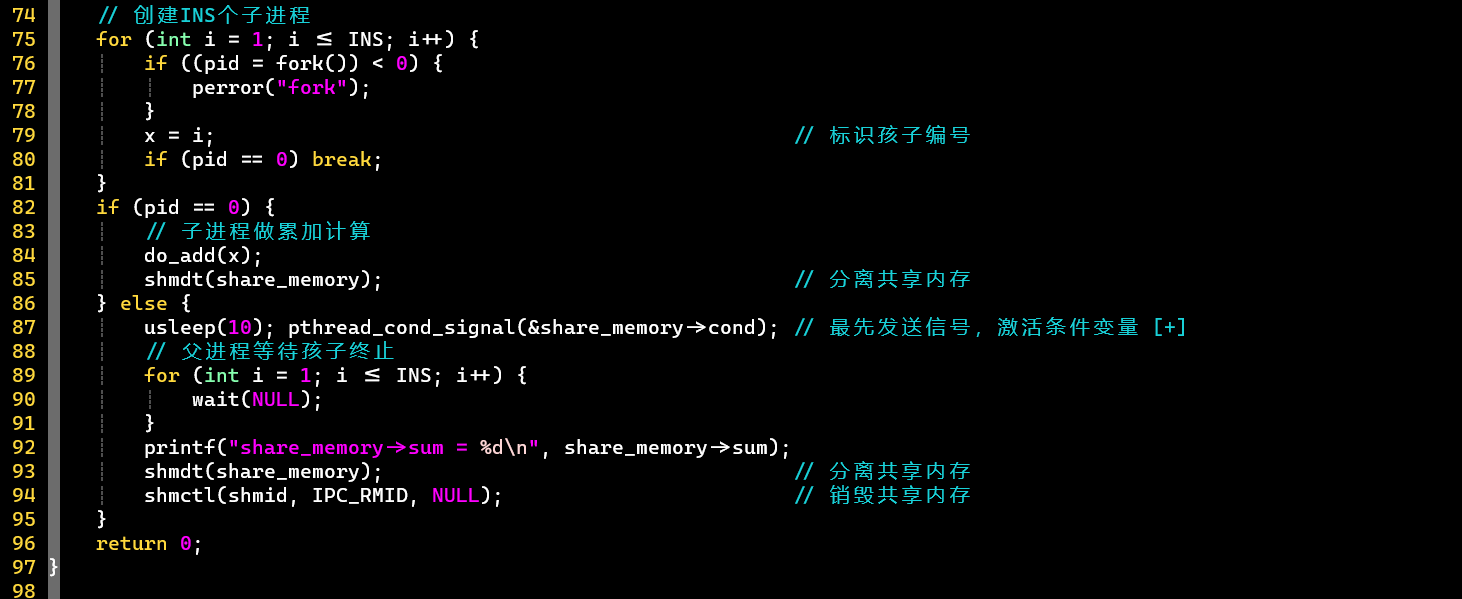 74 // 创建INS个子进程
75 for (int i = 1; i <= INS; i++) {
76 if ((pid = fork()) < 0) {
77 perror("fork");
78 }
79 x = i; // 标识孩子编号
80 if (pid == 0) break;
81 }
82 if (pid == 0) {
83 // 子进程做累加计算
84 do_add(x);
85 shmdt(share_memory); // 分离共享内存
86 } else {
87 usleep(10); pthread_cond_signal(&share_memory->cond); // 最先发送信号, 激活条件变量 [+]
88 // 父进程等待孩子终止
89 for (int i = 1; i <= INS; i++) {
90 wait(NULL);
91 }
92 printf("share_memory->sum = %d\n", share_memory->sum);
93 shmdt(share_memory); // 分离共享内存
94 shmctl(shmid, IPC_RMID, NULL); // 销毁共享内存
95 }
96 return 0;
97 }
98